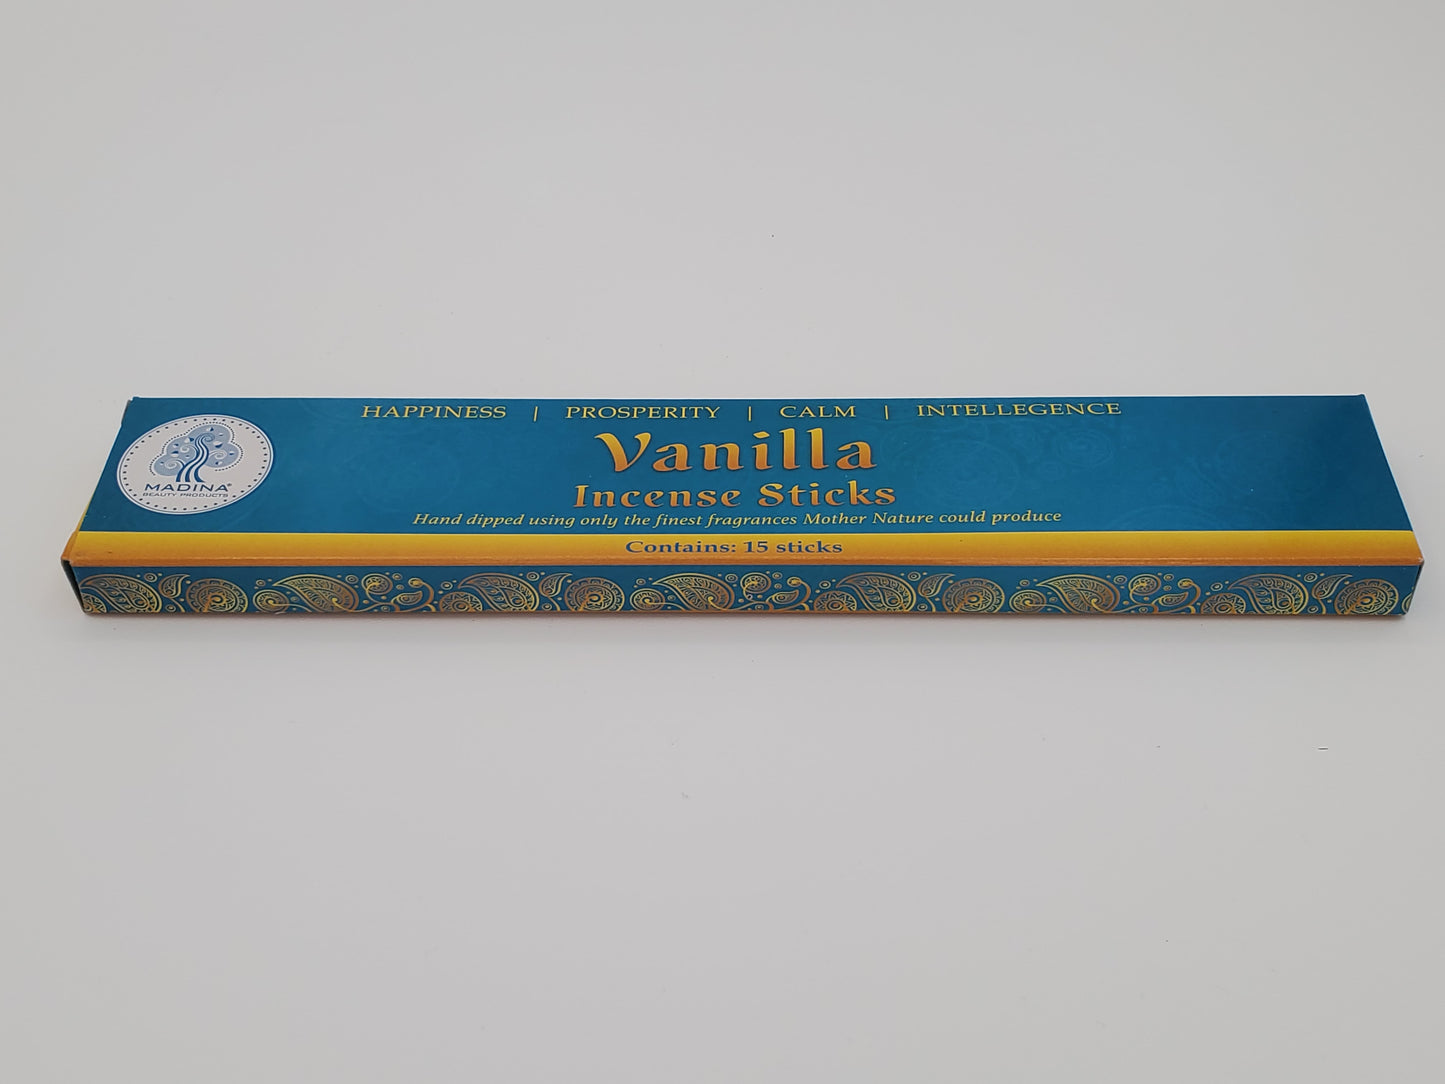 HAPPINESS | PROSPERITY | CALM | INTELLEGENCE
Vanilla
Incense Sticks
Hand dipped using only the finest fragrances Mother Nature could produce
Contains: 15 sticks
MADINA®
BEAUTY PRODUCTS